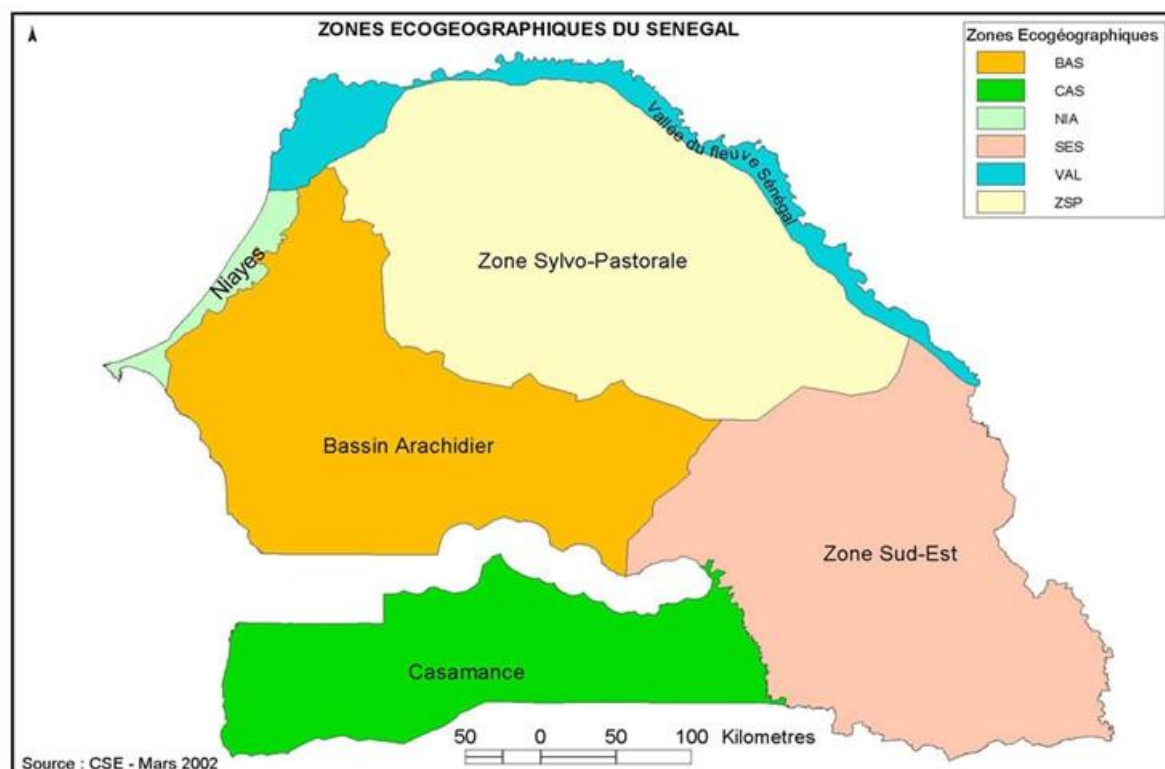 ZONES ECOGEOGRAPHIQUES DU SENEGAL
Zones Ecogéographiques
BAS
CAS
NIA
SES
VAL
ZSP
Vallée du fleuve Sénégal
Niayes
Zone Sylvo-Pastorale
Bassin Arachidier
Zone Sud-Est
Casamance
50 0 50 100 Kilometres
Source : CSE - Mars 2002